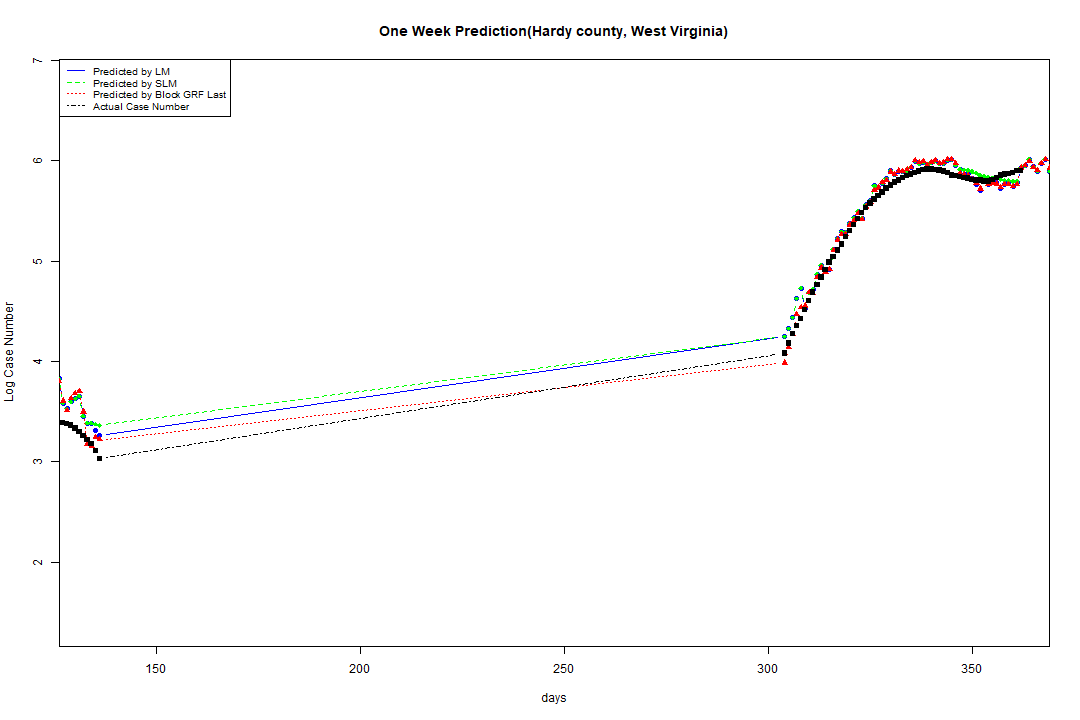 One Week Prediction(Hardy county, West Virginia)
Predicted by LM
Predicted by SLM
Predicted by Block GRF Last
Actual Case Number
Log Case Number
7
6
5
4
3
2
150 200 250 300 350
days